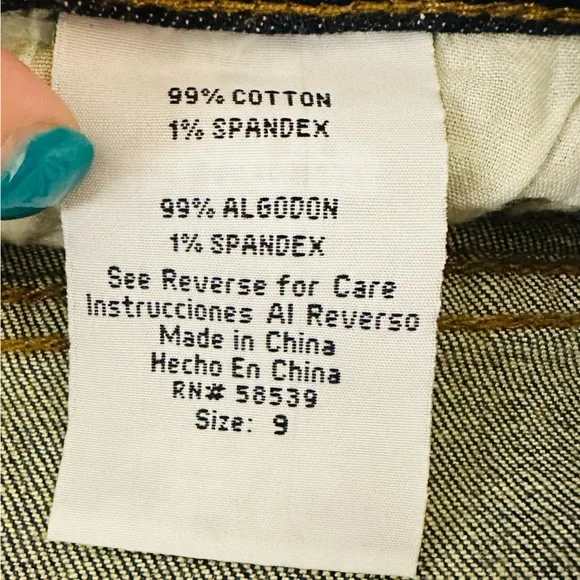 99% COTTON
1% SPANDEX
99% ALGODON
1% SPANDEX
See Reverse for Care
Instrucciones Al Reverso
Made in China
Hecho En China
RN# 58539
Size: 9